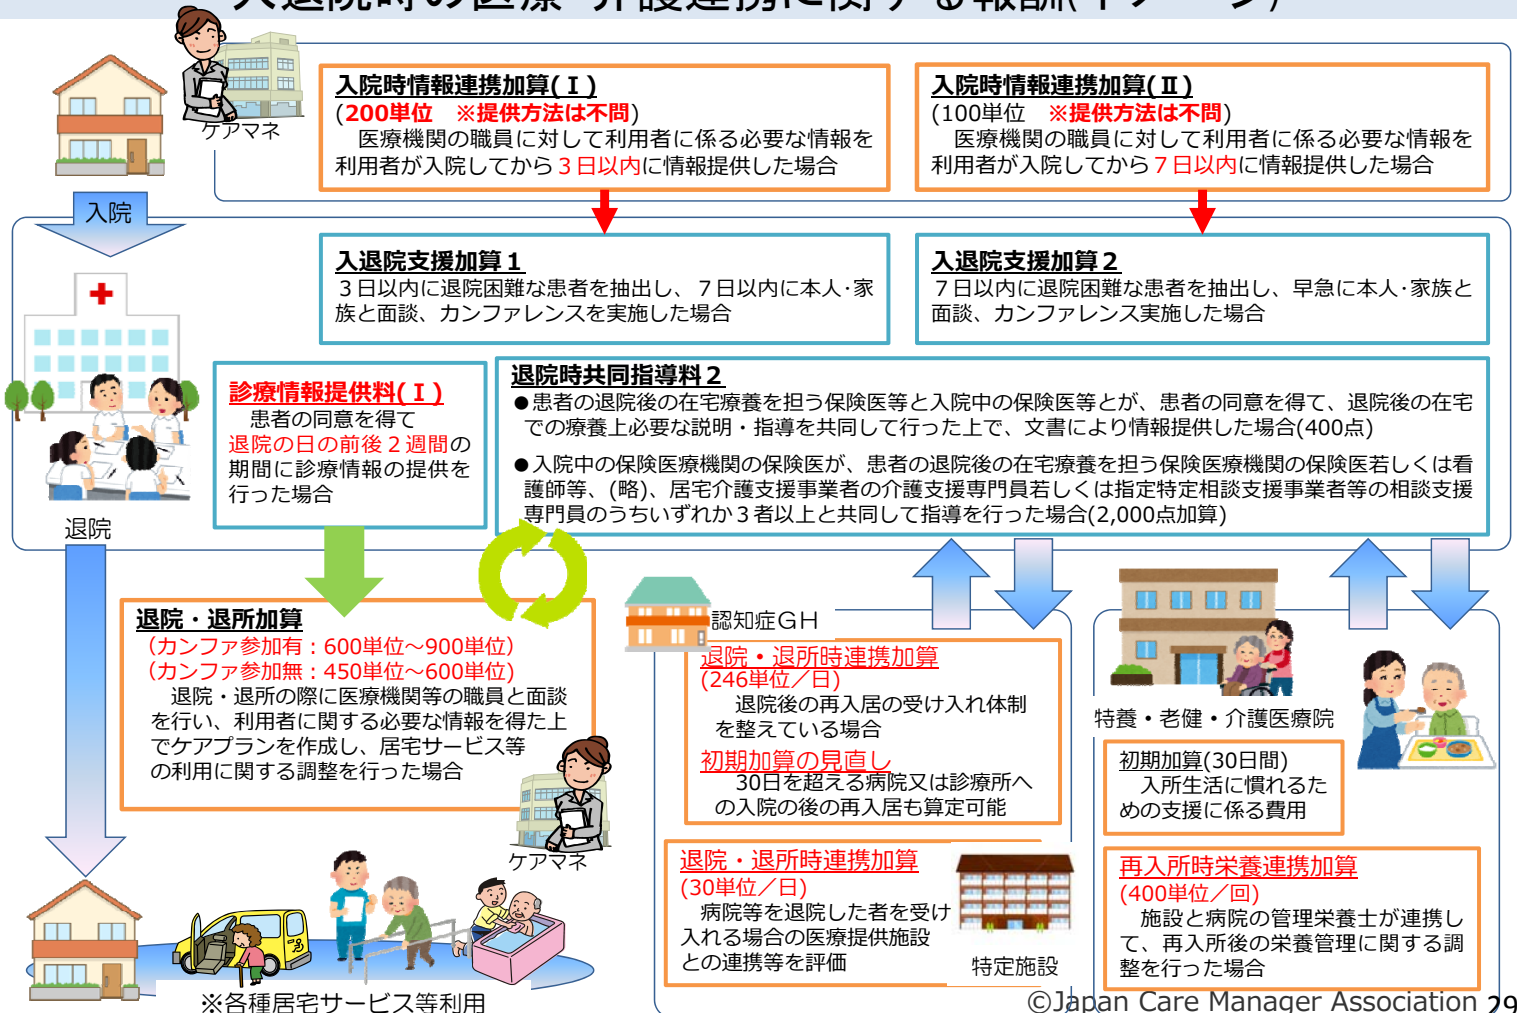 入退院時の医療・介護連携に関する報酬(イメージ)
ケアマネ
入院時情報連携加算(Ⅰ)
(200単位　※提供方法は不問)
医療機関の職員に対して利用者に係る必要な情報を
利用者が入院してから３日以内に情報提供した場合
入院時情報連携加算(Ⅱ)
(100単位　※提供方法は不問)
医療機関の職員に対して利用者に係る必要な情報を
利用者が入院してから７日以内に情報提供した場合
入院
入退院支援加算１
３日以内に退院困難な患者を抽出し、７日以内に本人･家
族と面談、カンファレンスを実施した場合
入退院支援加算２
７日以内に退院困難な患者を抽出し、早急に本人･家族と
面談、カンファレンス実施した場合
診療情報提供料(Ⅰ)
患者の同意を得て
退院の日の前後２週間の
期間に診療情報の提供を
行った場合
退院時共同指導料２
●患者の退院後の在宅療養を担う保険医等と入院中の保険医等とが、患者の同意を得て、退院後の在宅
での療養上必要な説明・指導を共同して行った上で、文書により情報提供した場合(400点)
●入院中の保険医療機関の保険医が、患者の退院後の在宅療養を担う保険医療機関の保険医若しくは看
護師等、(略)、居宅介護支援事業者の介護支援専門員若しくは指定特定相談支援事業者等の相談支援
専門員のうちいずれか３者以上と共同して指導を行った場合(2,000点加算)
退院
退院・退所加算
（カンファ参加有：600単位～900単位）
（カンファ参加無：450単位～600単位)
退院・退所の際に医療機関等の職員と面談
を行い、利用者に関する必要な情報を得た上
でケアプランを作成し、居宅サービス等
の利用に関する調整を行った場合
ケアマネ
※各種居宅サービス等利用
認知症ＧＨ
退院・退所時連携加算
(246単位／日)
退院後の再入居の受け入れ体制
を整えている場合
初期加算の見直し
30日を超える病院又は診療所へ
の入院の後の再入居も算定可能
退院・退所時連携加算
(30単位／日)
病院等を退院した者を受け
入れる場合の医療提供施設
との連携等を評価
特定施設
特養・老健・介護医療院
初期加算(30日間)
入所生活に慣れるた
めの支援に係る費用
再入所時栄養連携加算
(400単位／回)
施設と病院の管理栄養士が連携し
て、再入所後の栄養管理に関する調
整を行った場合
©Japan Care Manager Association 29